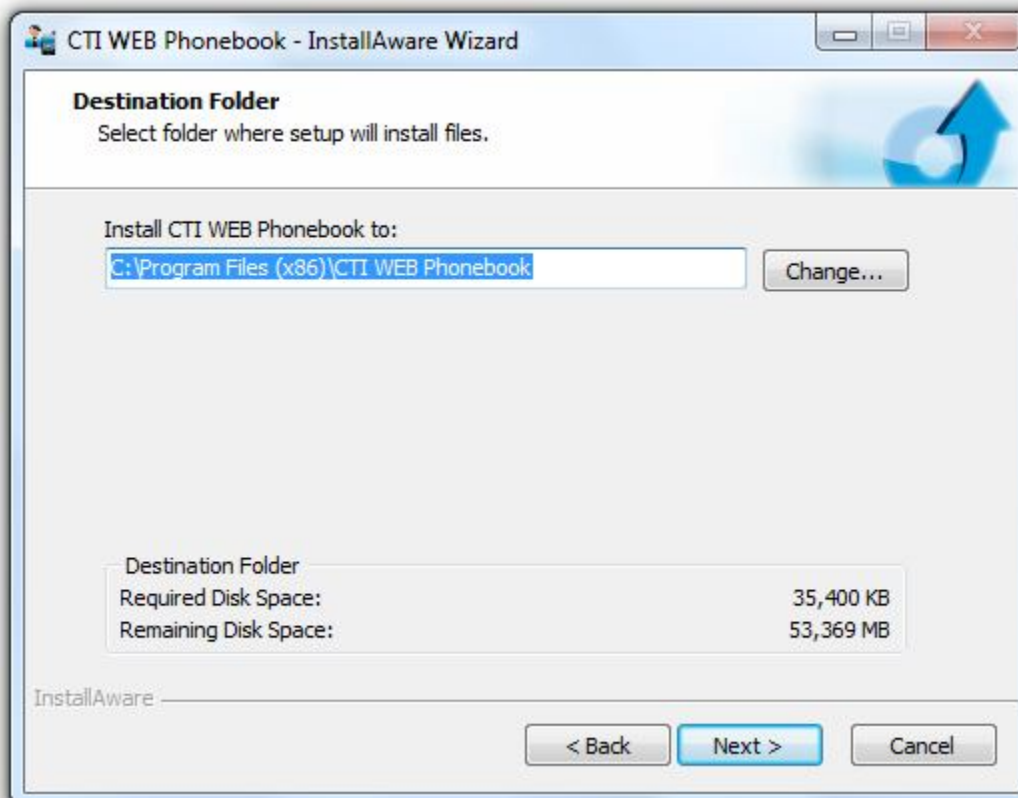 CTI WEB Phonebook - InstallAware Wizard
Destination Folder
Select folder where setup will install files.
Install CTI WEB Phonebook to:
C:\Program Files (x86)\CTI WEB Phonebook
Change...
Destination Folder
Required Disk Space: 35,400 KB
Remaining Disk Space: 53,369 MB
InstallAware
< Back Next > Cancel